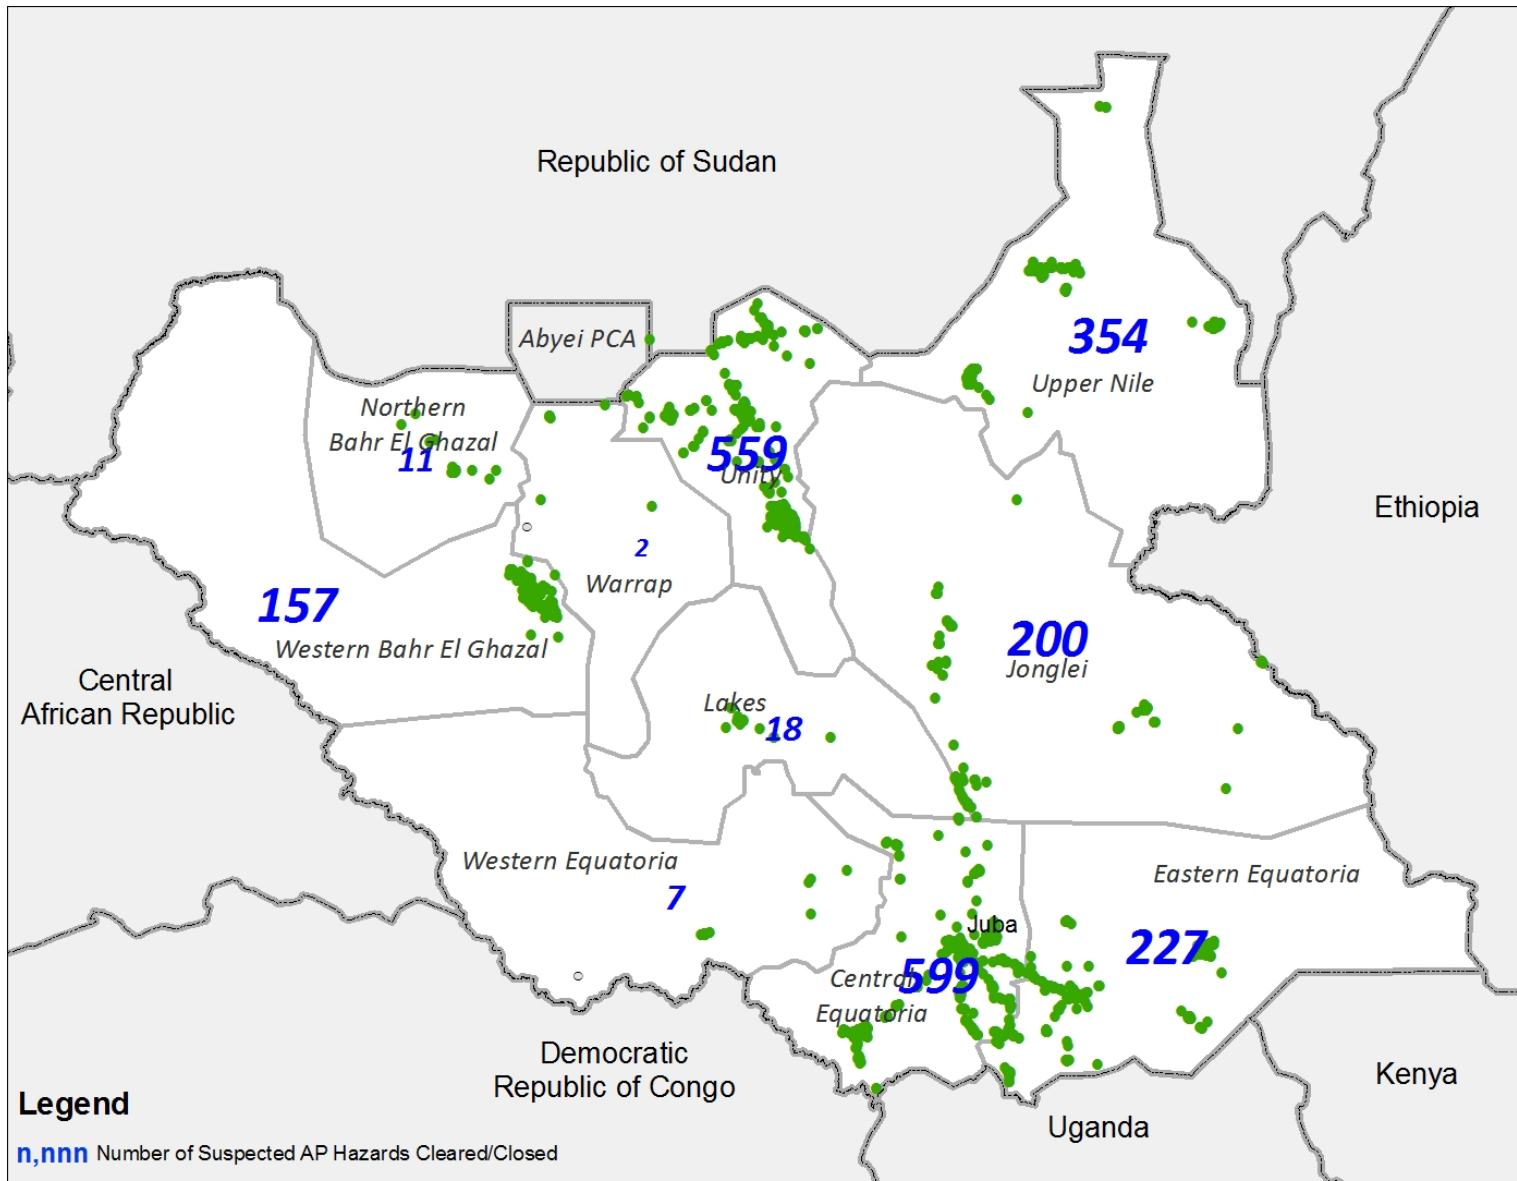 Republic of Sudan
354
Upper Nile
Abyei PCA
Northern
Bahr El Ghazal
11
559
Unity
Ethiopia
2
Warrap
157
Western Bahr El Ghazal
200
Jonglei
Central
African Republic
Lakes
18
Western Equatoria
7
Eastern Equatoria
Juba
227
Central
Equatoria
599
Democratic
Republic of Congo
Kenya
Uganda
Legend
n,nnn Number of Suspected AP Hazards Cleared/Closed